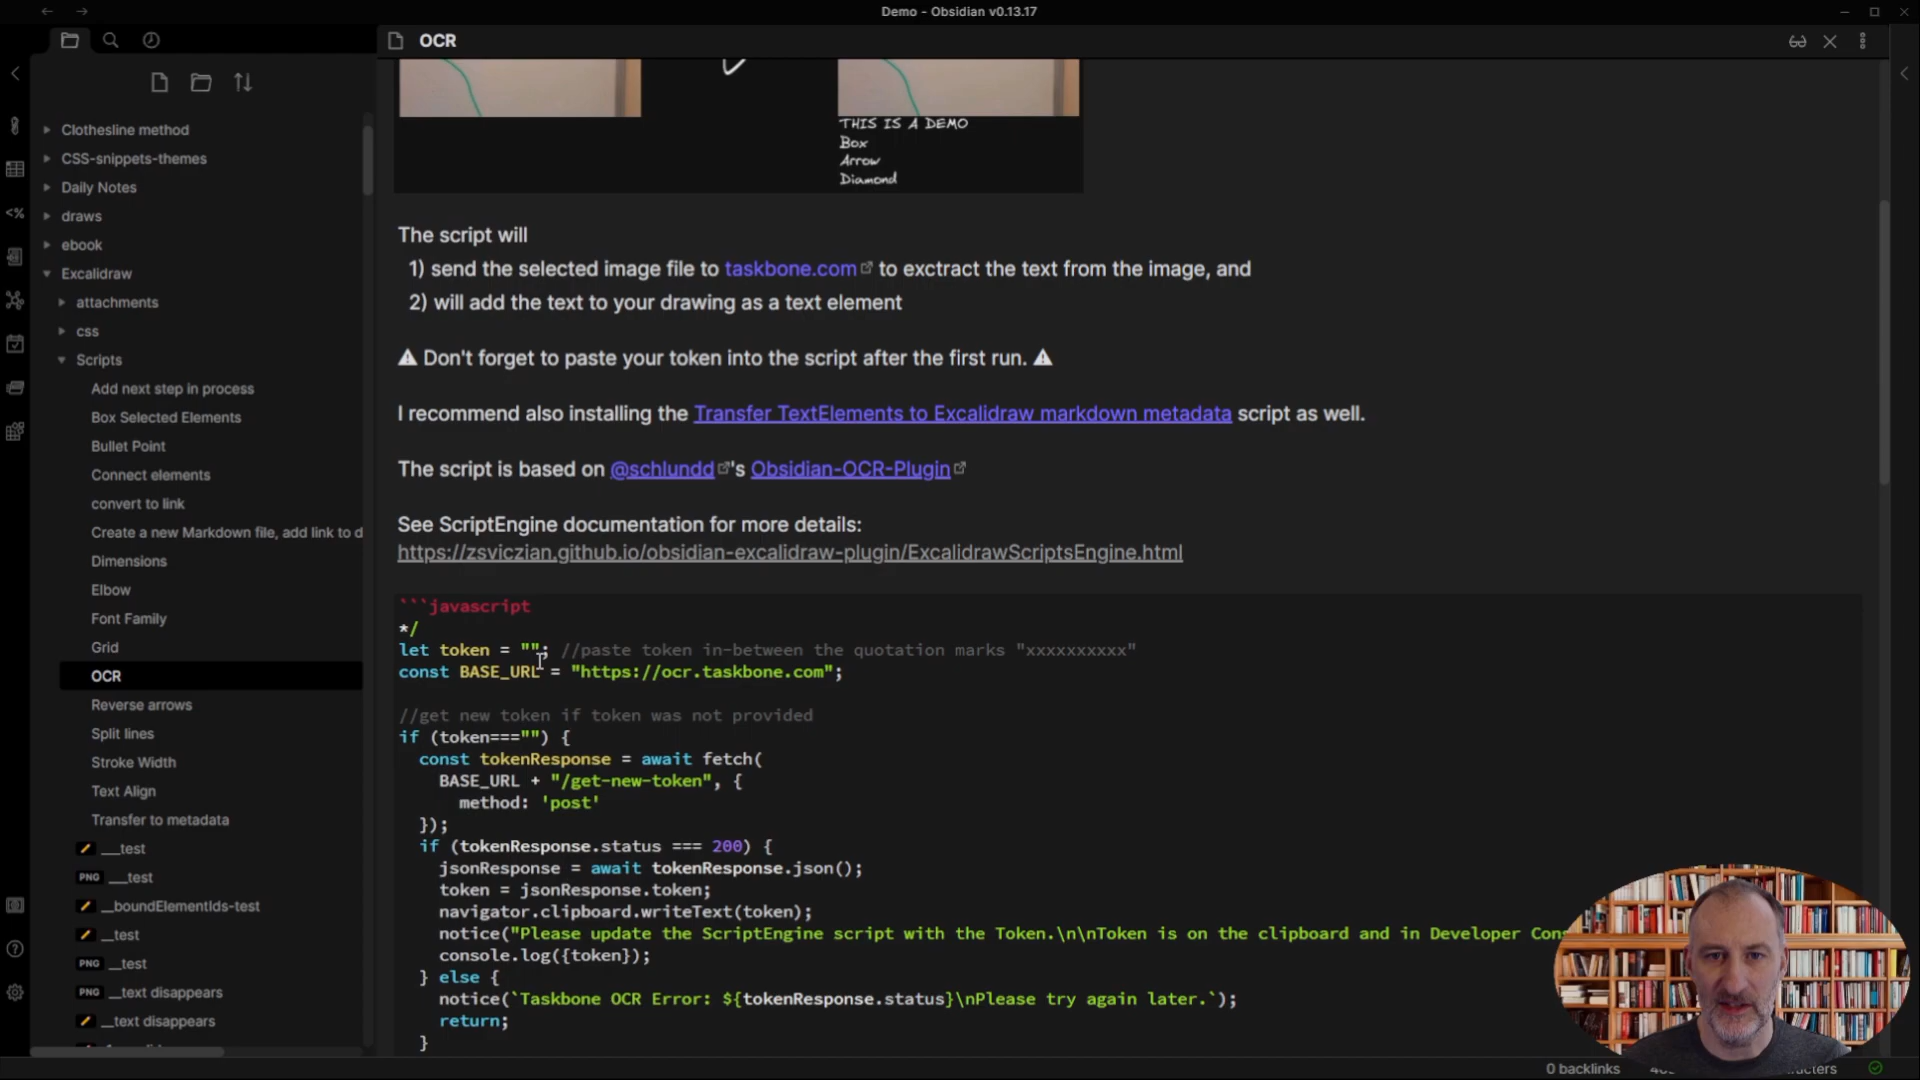 Demo - Obsidian v0.13.17
OCR
Clothesline method
CSS-snippets-themes
Daily Notes
draws
ebook
Excalidraw
attachments
css
Scripts
Add next step in process
Box Selected Elements
Bullet Point
Connect elements
convert to link
Create a new Markdown file, add link to d
Dimensions
Elbow
Font Family
Grid
OCR
Reverse arrows
Split lines
Stroke Width
Text Align
Transfer to metadata
__test
PNG __test
__boundElementIds-test
__test
PNG __test
PNG __text disappears
__text disappears
THIS IS A DEMO
Box
Arrow
Diamond
The script will
1) send the selected image file to taskbone.com to exctract the text from the image, and
2) will add the text to your drawing as a text element
⚠ Don't forget to paste your token into the script after the first run. ⚠
I recommend also installing the Transfer TextElements to Excalidraw markdown metadata script as well.
The script is based on @schlundd's Obsidian-OCR-Plugin
See ScriptEngine documentation for more details:
https://zsviczian.github.io/obsidian-excalidraw-plugin/ExcalidrawScriptsEngine.html
```javascript
*/
let token = ""; //paste token in-between the quotation marks "xxxxxxxxxx"
const BASE_URL = "https://ocr.taskbone.com";
//get new token if token was not provided
if (token==="") {
const tokenResponse = await fetch(
BASE_URL + "/get-new-token", {
method: 'post'
});
if (tokenResponse.status === 200) {
jsonResponse = await tokenResponse.json();
token = jsonResponse.token;
navigator.clipboard.writeText(token);
notice("Please update the ScriptEngine script with the Token.\n\nToken is on the clipboard and in Developer Con
console.log({token});
} else {
notice(`Taskbone OCR Error: ${tokenResponse.status}\nPlease try again later.`);
return;
}
0 backlinks